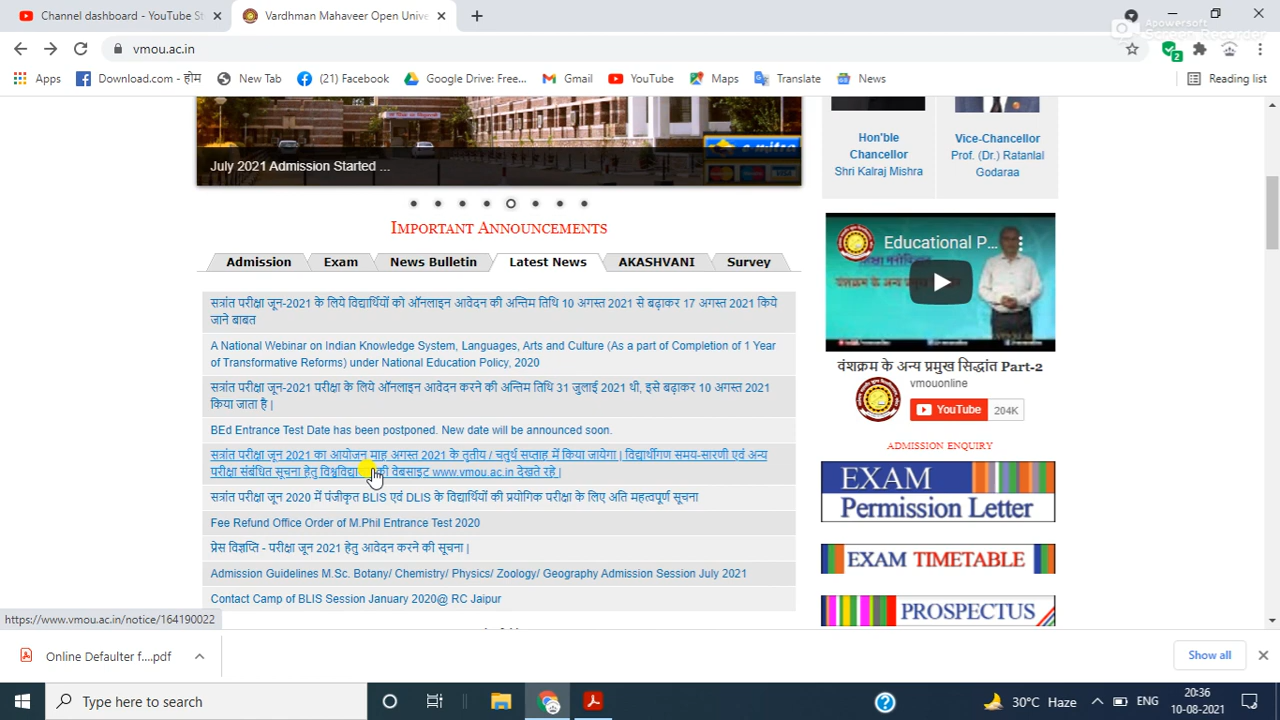 Channel dashboard - YouTube St
Vardhman Mahaveer Open Unive
Apowersoft
Screen Recorder
vmou.ac.in
2
Apps
Download.com - होम
New Tab
(21) Facebook
Google Drive: Free...
Gmail
YouTube
Maps
Translate
News
Reading list
July 2021 Admission Started ...
Hon'ble
Chancellor
Shri Kalraj Mishra
Vice-Chancellor
Prof. (Dr.) Ratanlal
Godaraa
IMPORTANT ANNOUNCEMENTS
Admission
Exam
News Bulletin
Latest News
AKASHVANI
Survey
सत्रांत परीक्षा जून-2021 के लिये विद्यार्थियों को ऑनलाइन आवेदन की अन्तिम तिथि 10 अगस्त 2021 से बढ़ाकर 17 अगस्त 2021 किये
जाने बाबत
A National Webinar on Indian Knowledge System, Languages, Arts and Culture (As a part of Completion of 1 Year
of Transformative Reforms) under National Education Policy, 2020
सत्रांत परीक्षा जून-2021 परीक्षा के लिये ऑनलाइन आवेदन करने की अन्तिम तिथि 31 जुलाई 2021 थी, इसे बढ़ाकर 10 अगस्त 2021
किया जाता है |
BEd Entrance Test Date has been postponed. New date will be announced soon.
सत्रांत परीक्षा जून 2021 का आयोजन माह अगस्त 2021 के तृतीय / चतुर्थ सप्ताह में किया जायेगा | विद्यार्थीगण समय-सारणी एवं अन्य
परीक्षा संबंधित सूचना हेतु की वेबसाइट www.vmou.ac.in देखते रहे |
सत्रांत परीक्षा जून 2020 में पंजीकृत BLIS एवं DLIS के विद्यार्थियों की प्रयोगिक परीक्षा के लिए अति महत्वपूर्ण सूचना
Fee Refund Office Order of M.Phil Entrance Test 2020
प्रेस विज्ञप्ति - परीक्षा जून 2021 हेतु आवेदन करने की सूचना |
Admission Guidelines M.Sc. Botany/ Chemistry/ Physics/ Zoology/ Geography Admission Session July 2021
Contact Camp of BLIS Session January 2020@ RC Jaipur
Educational P...
वंशक्रम के अन्य प्रमुख सिद्धांत Part-2
vmouonline
YouTube 204K
ADMISSION ENQUIRY
EXAM
Permission Letter
EXAM TIMETABLE
PROSPECTUS
https://www.vmou.ac.in/notice/164190022
Online Defaulter f....pdf
Show all
Type here to search
30°C Haze
ENG
20:36
10-08-2021